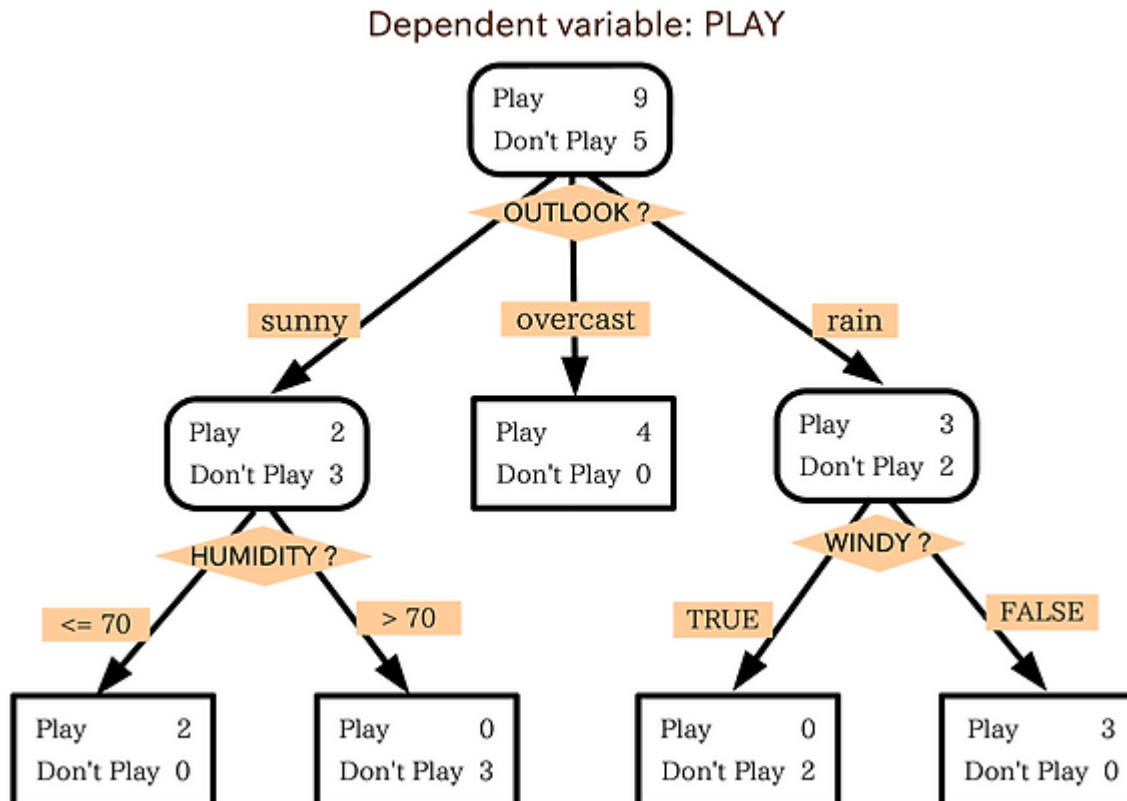 Dependent variable: PLAY
Play 9
Don't Play 5
OUTLOOK ?
sunny
overcast
rain
Play 2
Don't Play 3
Play 4
Don't Play 0
Play 3
Don't Play 2
HUMIDITY ?
WINDY ?
<= 70
> 70
TRUE
FALSE
Play 2
Don't Play 0
Play 0
Don't Play 3
Play 0
Don't Play 2
Play 3
Don't Play 0